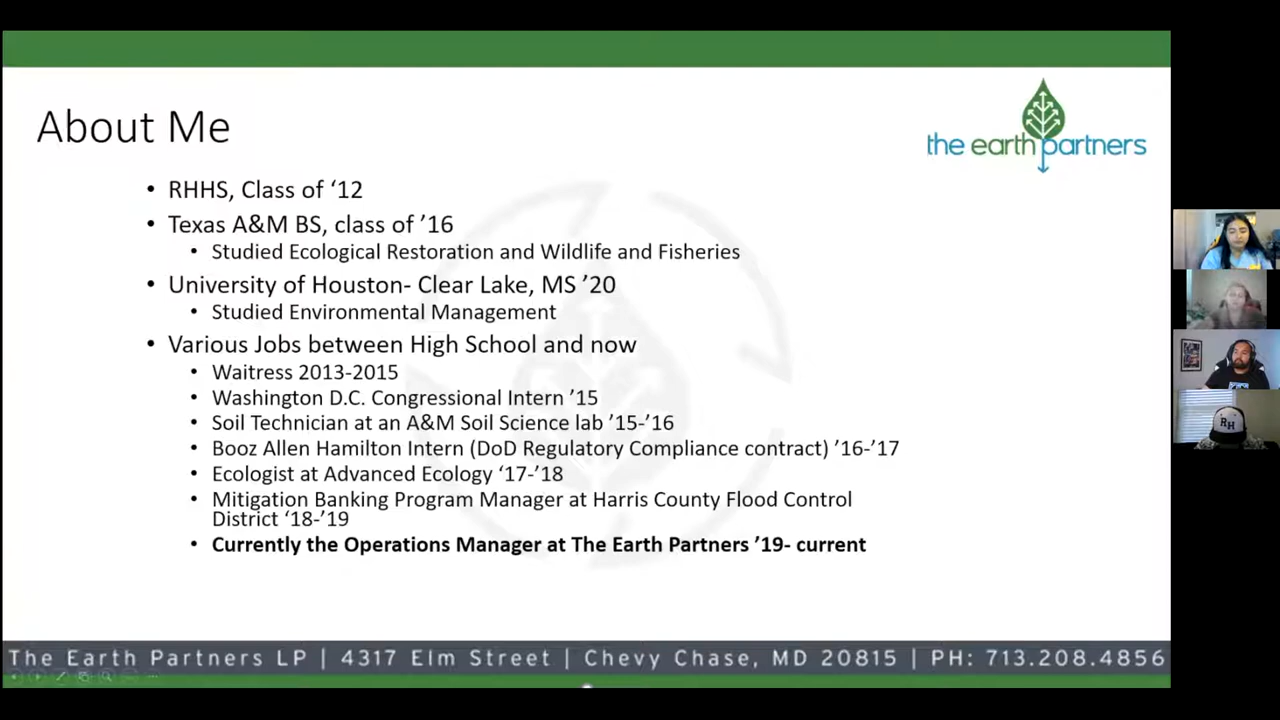 About Me
the earth partners
• RHHS, Class of ‘12
• Texas A&M BS, class of ’16
• Studied Ecological Restoration and Wildlife and Fisheries
• University of Houston- Clear Lake, MS ’20
• Studied Environmental Management
• Various Jobs between High School and now
• Waitress 2013-2015
• Washington D.C. Congressional Intern ’15
• Soil Technician at an A&M Soil Science lab ’15-’16
• Booz Allen Hamilton Intern (DoD Regulatory Compliance contract) ’16-’17
• Ecologist at Advanced Ecology ‘17-’18
• Mitigation Banking Program Manager at Harris County Flood Control
District ‘18-’19
• Currently the Operations Manager at The Earth Partners ’19- current
The Earth Partners LP | 4317 Elm Street | Chevy Chase, MD 20815 | PH: 713.208.4856
RH